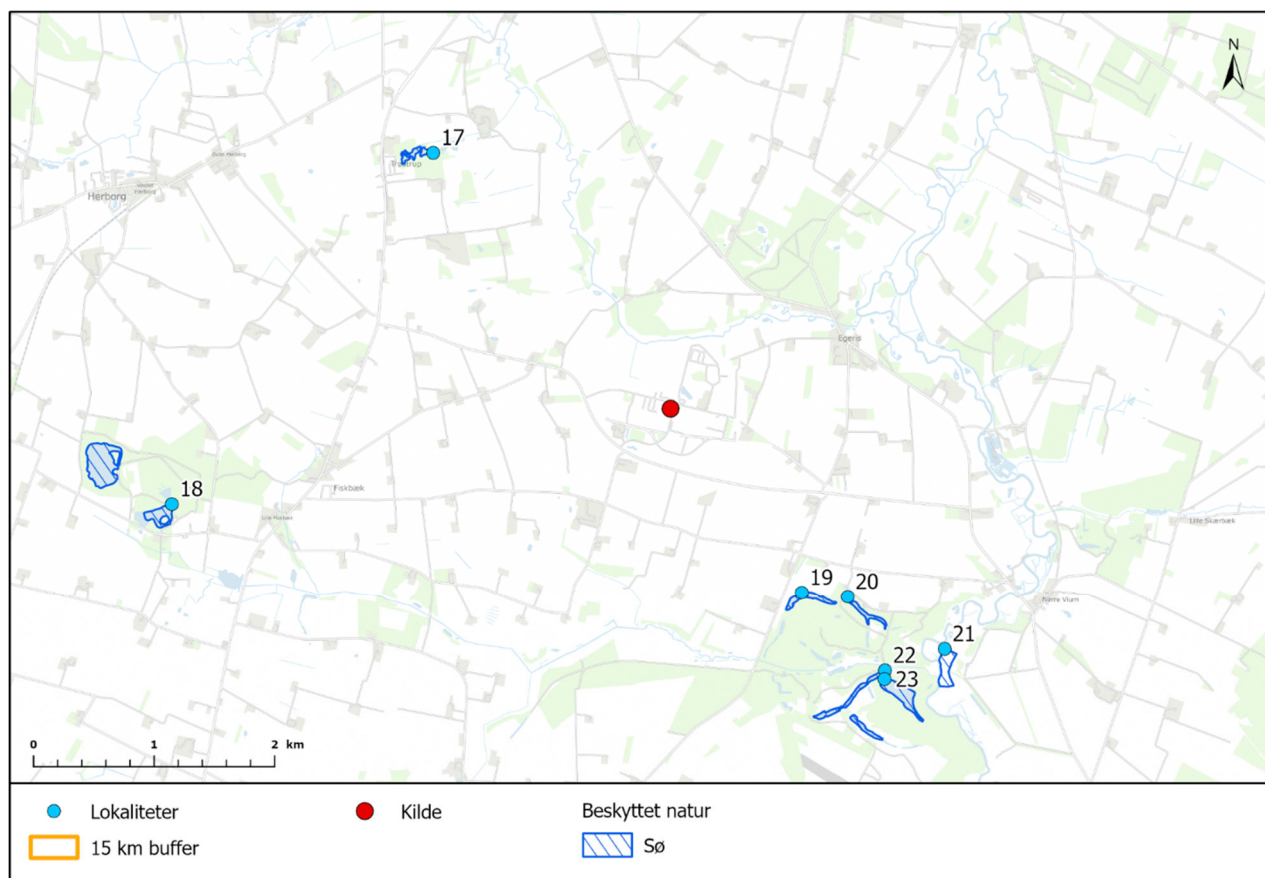 N
17
Trøstrup
Herborg
Egeris
18
Fiskbæk
Lille Skærbæk
19
20
Nørre Vium
21
22
23
0 1 2 km
Lokaliteter
Kilde
Beskyttet natur
15 km buffer
Sø